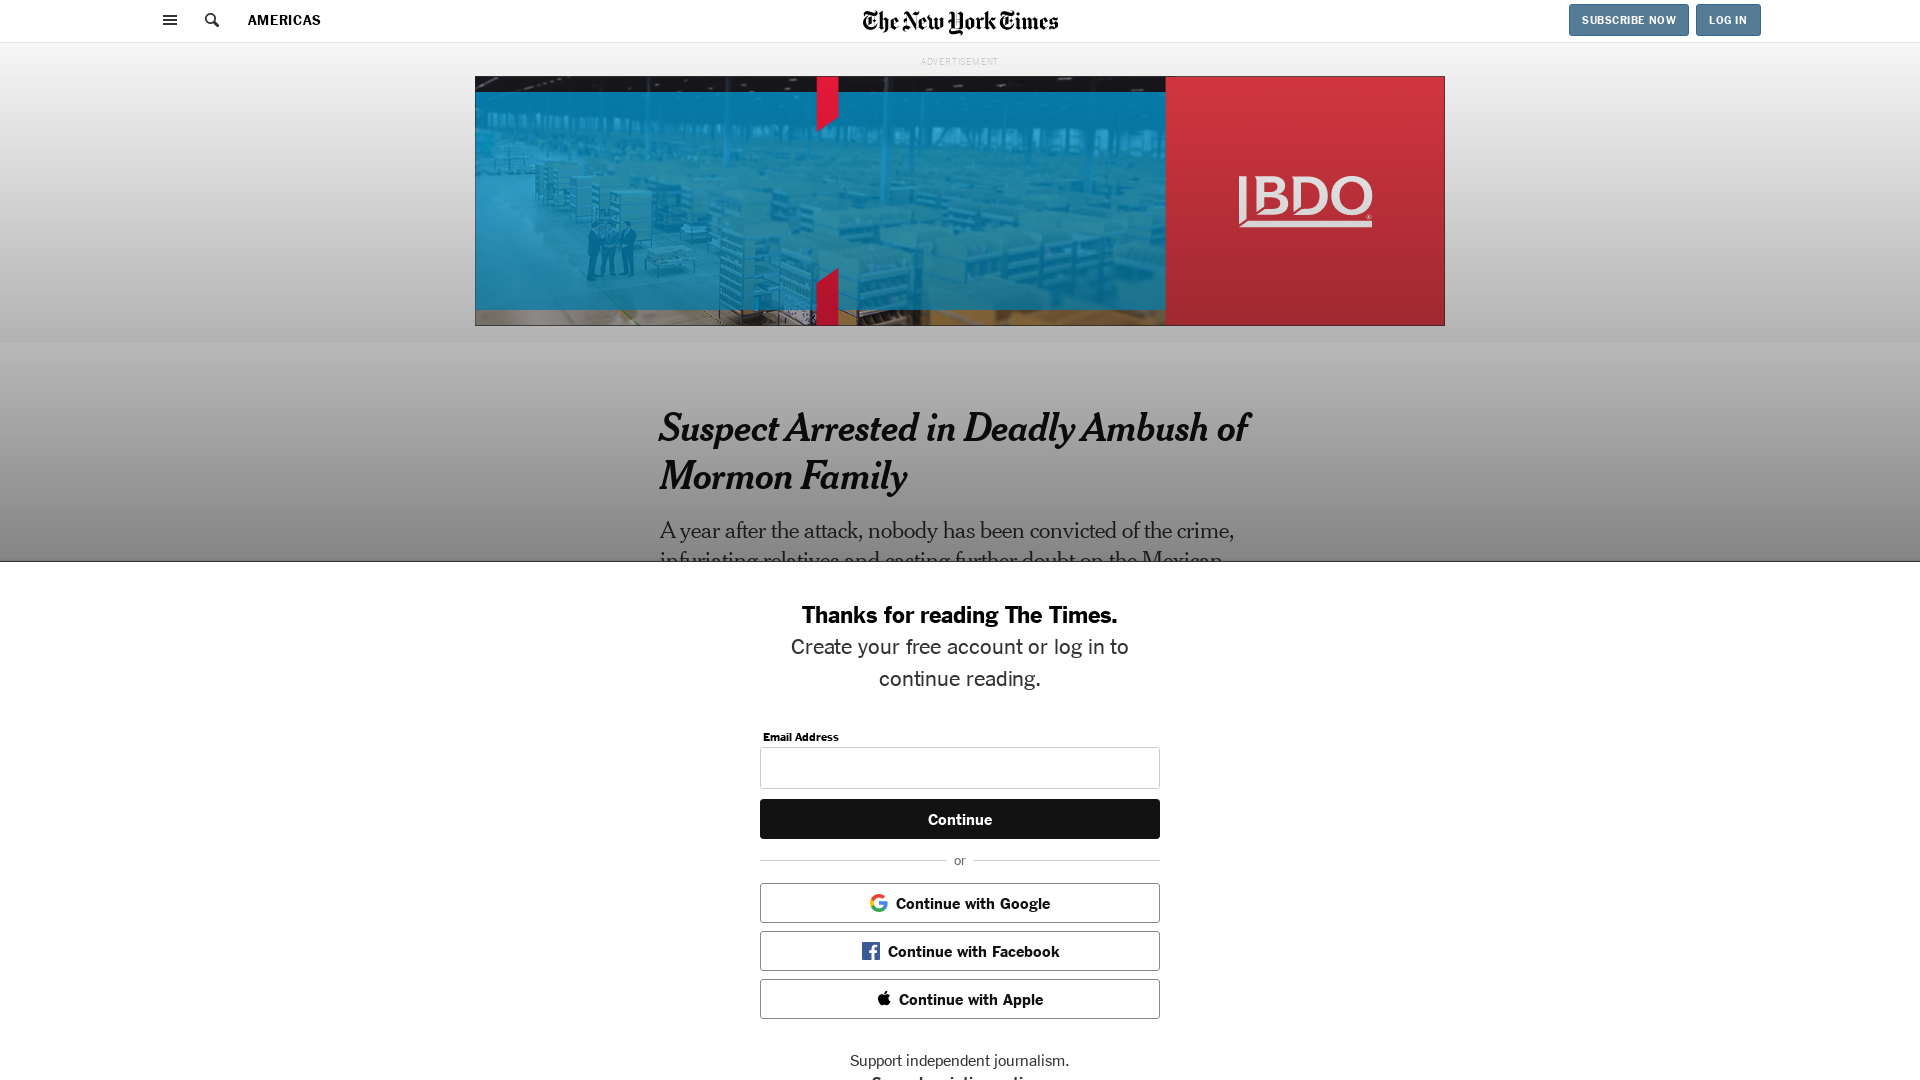 AMERICAS
The New York Times
SUBSCRIBE NOW
LOG IN
ADVERTISEMENT
IBDO
Suspect Arrested in Deadly Ambush of
Mormon Family
A year after the attack, nobody has been convicted of the crime,
infuriating relatives and casting further doubt on the Mexican
Thanks for reading The Times.
Create your free account or log in to
continue reading.
Email Address
Continue
or
Continue with Google
Continue with Facebook
Continue with Apple
Support independent journalism.